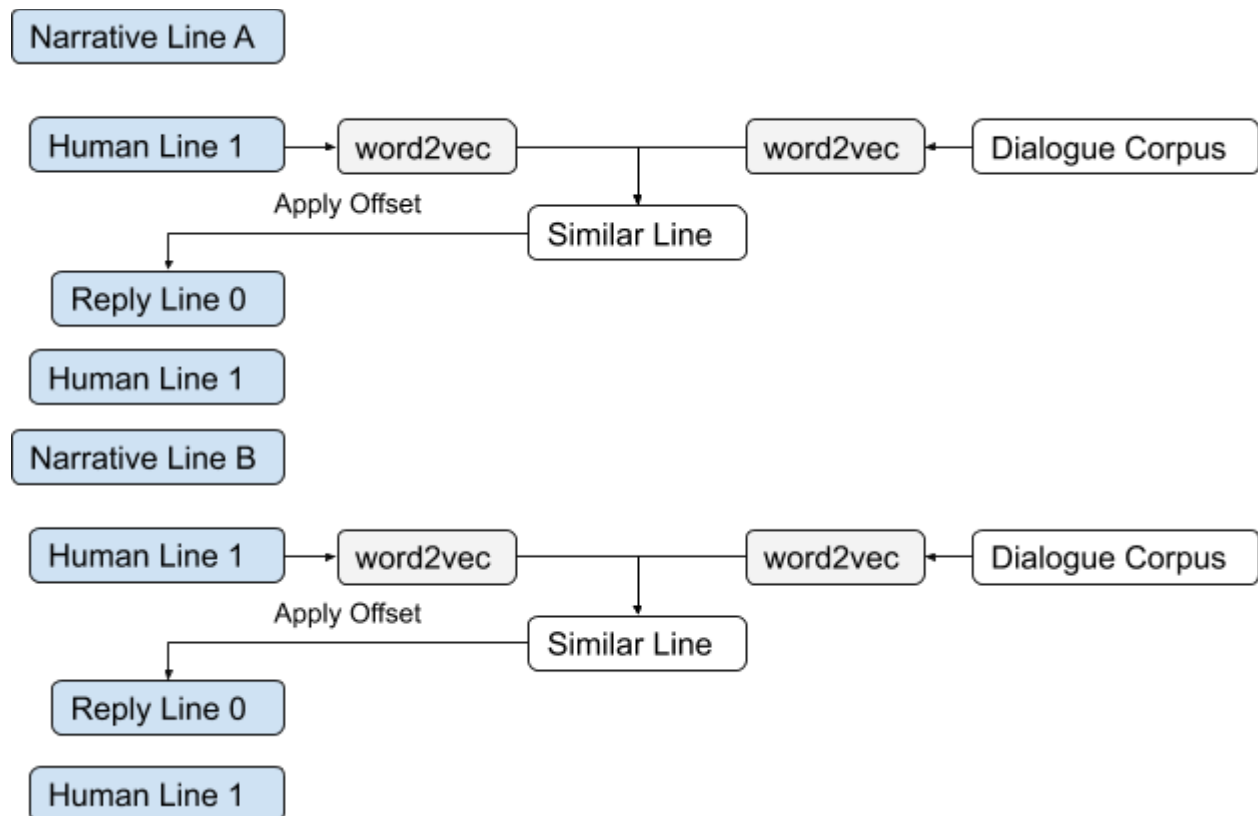 Narrative Line A
Human Line 1
word2vec
word2vec
Dialogue Corpus
Apply Offset
Similar Line
Reply Line 0
Human Line 1
Narrative Line B
Human Line 1
word2vec
word2vec
Dialogue Corpus
Apply Offset
Similar Line
Reply Line 0
Human Line 1